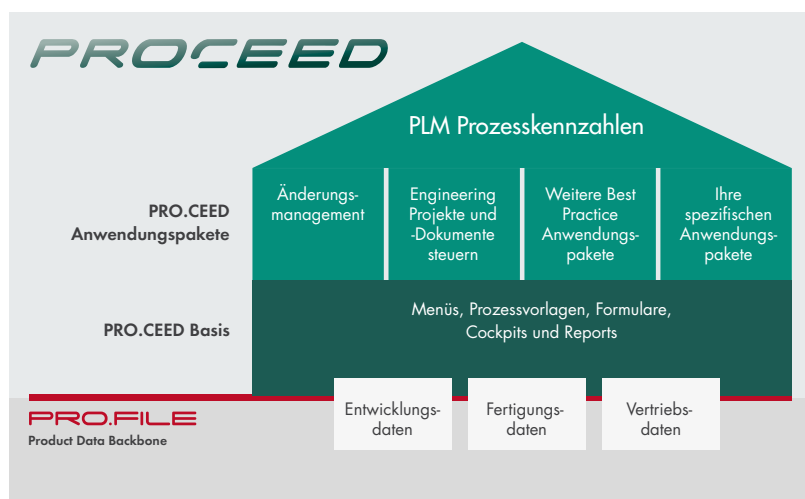 PROCEED
PLM Prozesskennzahlen
PRO.CEED
Anwendungspakete
Änderungs-
management
Engineering
Projekte und
-Dokumente
steuern
Weitere Best
Practice
Anwendungs-
pakete
Ihre
spezifischen
Anwendungs-
pakete
PRO.CEED Basis
Menüs, Prozessvorlagen, Formulare,
Cockpits und Reports
PRO.FILE
Product Data Backbone
Entwicklungs-
daten
Fertigungs-
daten
Vertriebs-
daten